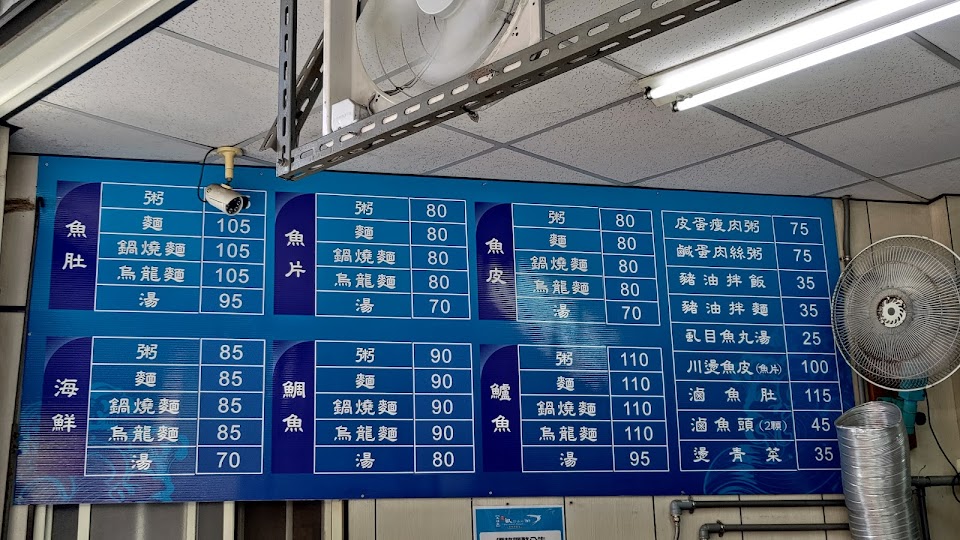 魚肚
粥
麵 105
鍋燒麵 105
烏龍麵 105
湯 95
魚片
粥 80
麵 80
鍋燒麵 80
烏龍麵 80
湯 70
魚皮
粥 80
麵 80
鍋燒麵 80
烏龍麵 80
湯 70
海鮮
粥 85
麵 85
鍋燒麵 85
烏龍麵 85
湯 70
鯛魚
粥 90
麵 90
鍋燒麵 90
烏龍麵 90
湯 80
鱸魚
粥 110
麵 110
鍋燒麵 110
烏龍麵 110
湯 95
皮蛋瘦肉粥 75
鹹蛋肉絲粥 75
豬油拌飯 35
豬油拌麵 35
虱目魚丸湯 25
川燙魚皮(魚片) 100
滷魚肚 115
滷魚頭(2顆) 45
燙青菜 35